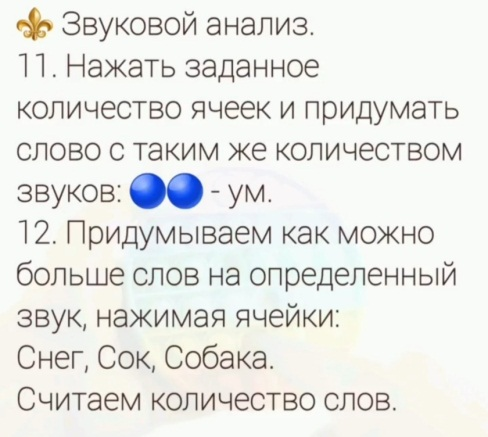 Звуковой анализ.
11. Нажать заданное
количество ячеек и придумать
слово с таким же количеством
звуков: 🔵🔵 - ум.
12. Придумываем как можно
больше слов на определенный
звук, нажимая ячейки:
Снег, Сок, Собака.
Считаем количество слов.